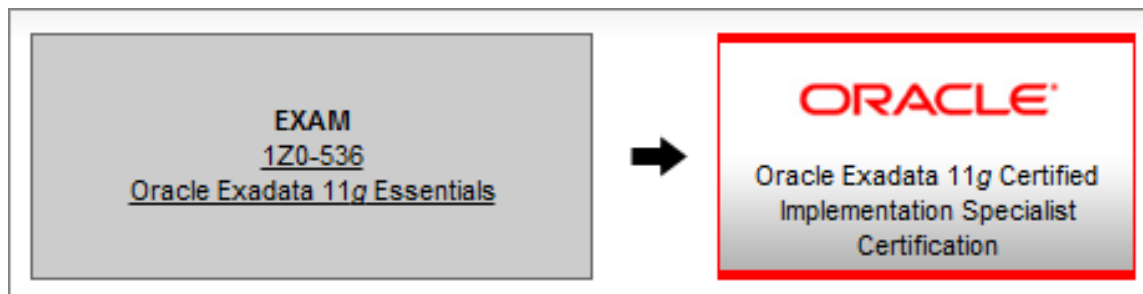 EXAM
1Z0-536
Oracle Exadata 11g Essentials
ORACLE
Oracle Exadata 11g Certified
Implementation Specialist
Certification